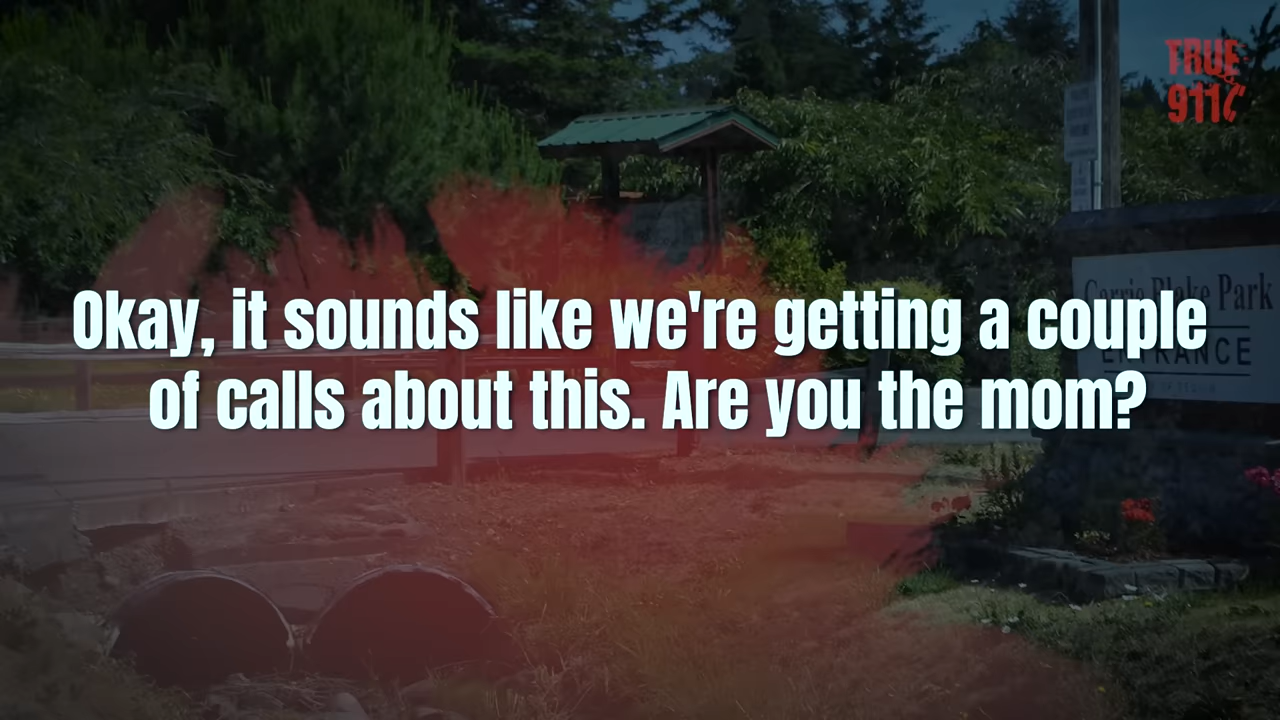 TRUE
911
Okay, it sounds like we're getting a couple
of calls about this. Are you the mom?
Carrie Blake Park
ENTRANCE